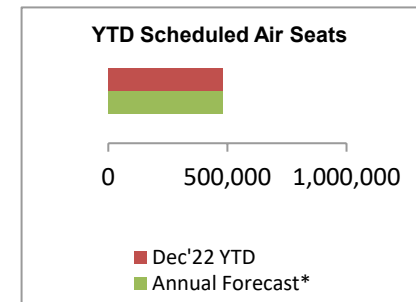 YTD Scheduled Air Seats
0 500,000 1,000,000
Dec'22 YTD
Annual Forecast*